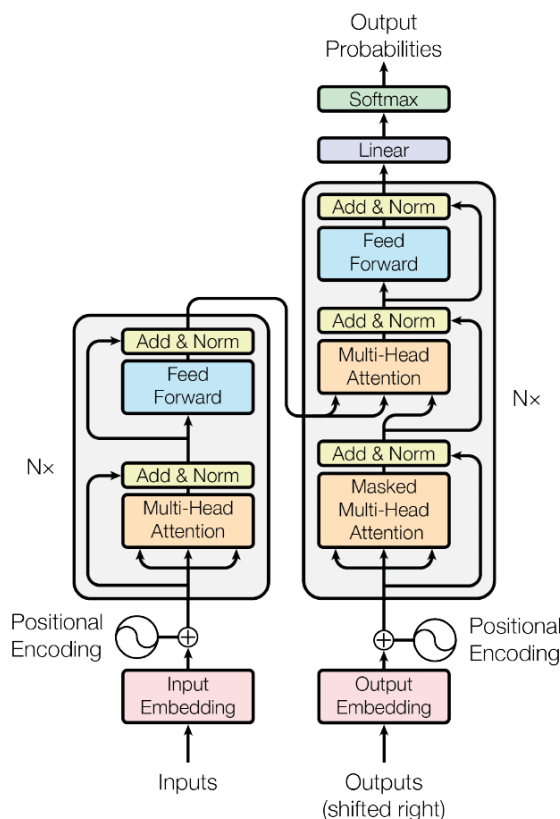 Output
Probabilities
Softmax
Linear
Add & Norm
Feed
Forward
Add & Norm
Multi-Head
Attention
Nx
Add & Norm
Masked
Multi-Head
Attention
Add & Norm
Feed
Forward
Nx
Add & Norm
Multi-Head
Attention
Positional
Encoding
Positional
Encoding
Input
Embedding
Output
Embedding
Inputs
Outputs
(shifted right)